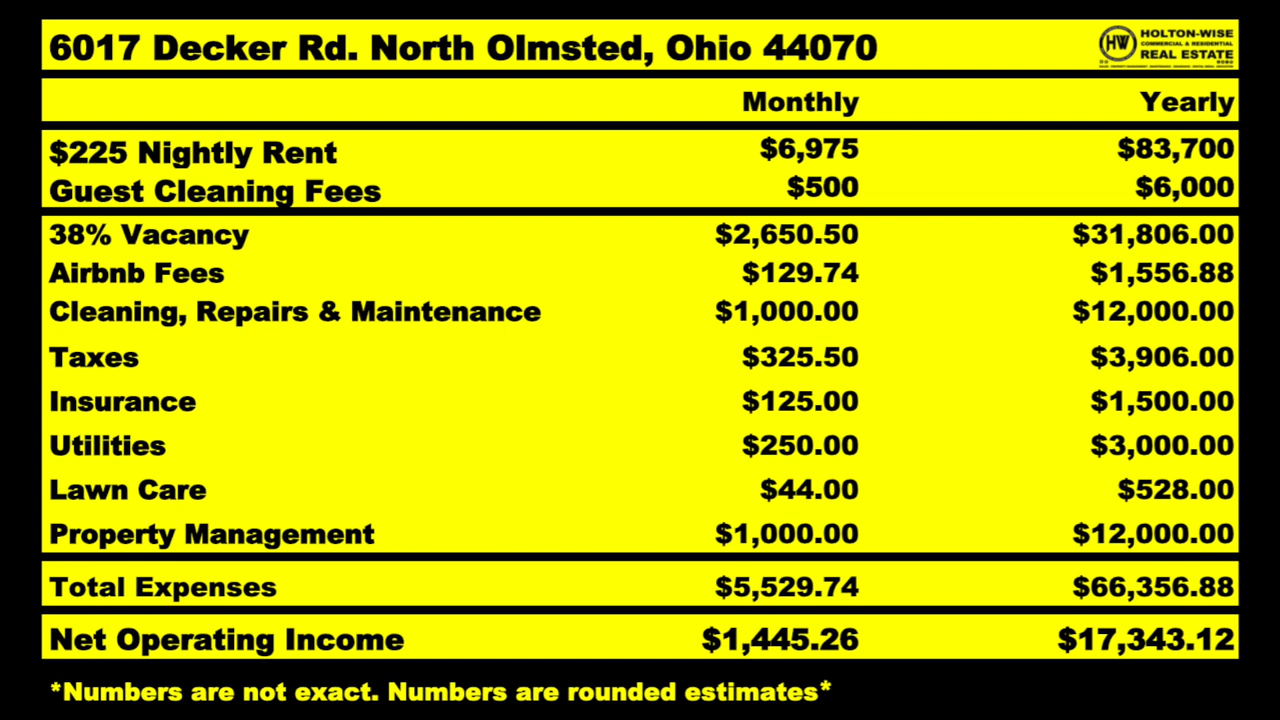 6017 Decker Rd. North Olmsted, Ohio 44070
HW HOLTON-WISE
COMMERCIAL & RESIDENTIAL
REAL ESTATE
Monthly Yearly
$225 Nightly Rent $6,975 $83,700
Guest Cleaning Fees $500 $6,000
38% Vacancy $2,650.50 $31,806.00
Airbnb Fees $129.74 $1,556.88
Cleaning, Repairs & Maintenance $1,000.00 $12,000.00
Taxes $325.50 $3,906.00
Insurance $125.00 $1,500.00
Utilities $250.00 $3,000.00
Lawn Care $44.00 $528.00
Property Management $1,000.00 $12,000.00
Total Expenses $5,529.74 $66,356.88
Net Operating Income $1,445.26 $17,343.12
*Numbers are not exact. Numbers are rounded estimates*